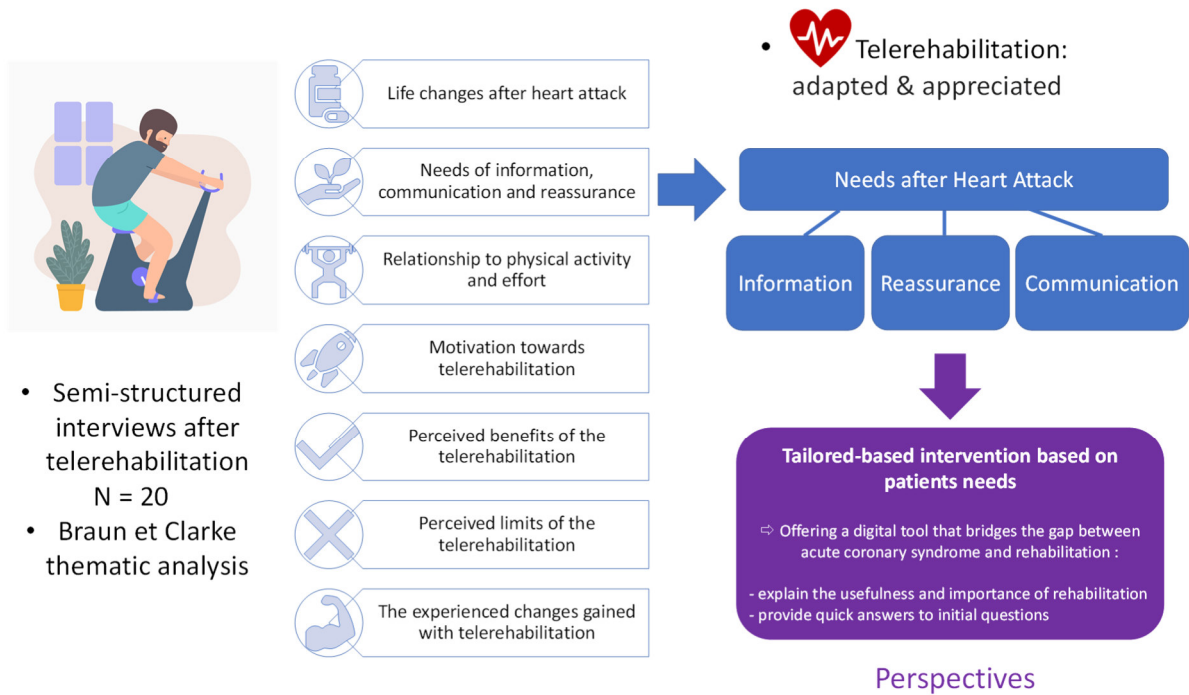 • Semi-structured
interviews after
telerehabilitation
N = 20
• Braun et Clarke
thematic analysis
Life changes after heart attack
Needs of information,
communication and reassurance
Relationship to physical activity
and effort
Motivation towards
telerehabilitation
Perceived benefits of the
telerehabilitation
Perceived limits of the
telerehabilitation
The experienced changes gained
with telerehabilitation
• Telerehabilitation:
adapted & appreciated
Needs after Heart Attack
Information
Reassurance
Communication
Tailored-based intervention based on
patients needs
⇨ Offering a digital tool that bridges the gap between
acute coronary syndrome and rehabilitation :
- explain the usefulness and importance of rehabilitation
- provide quick answers to initial questions
Perspectives